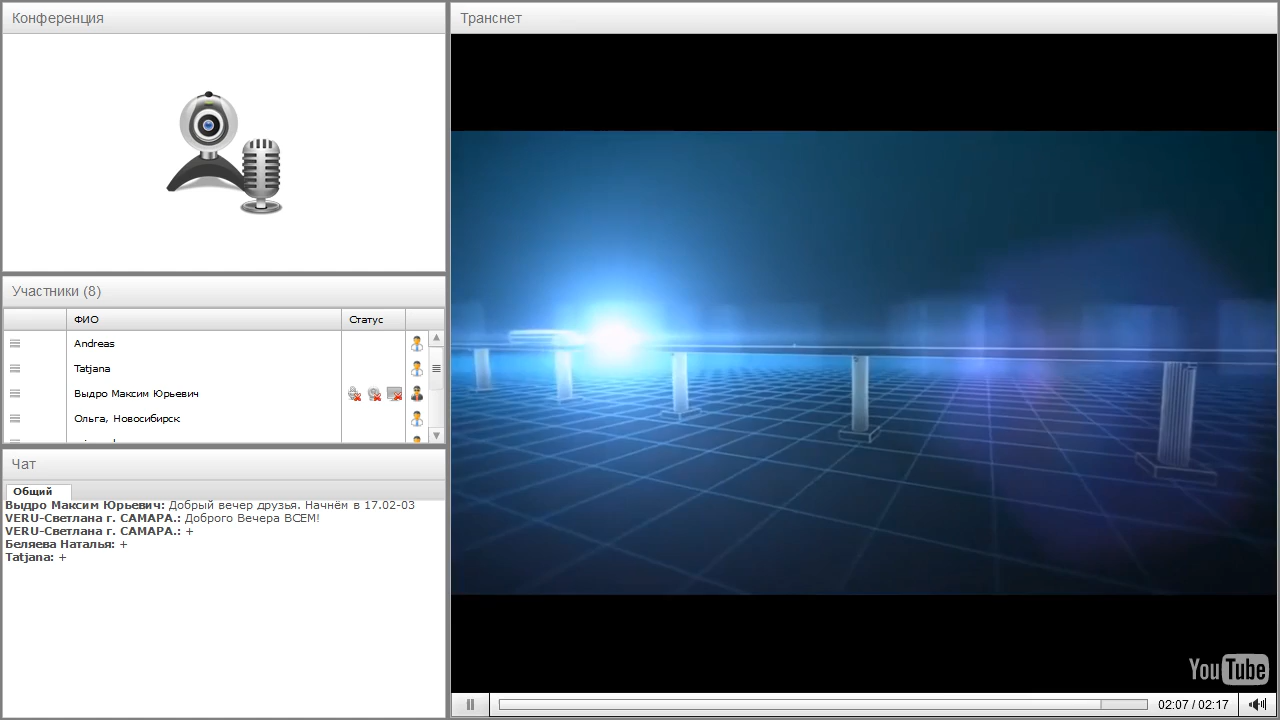 Конференция
Транснет
Участники (8)
ФИО
Статус
Andreas
Tatjana
Выдро Максим Юрьевич
Ольга, Новосибирск
Чат
Общий
Выдро Максим Юрьевич: Добрый вечер друзья. Начнём в 17.02-03
VERU-Светлана г. САМАРА.: Доброго Вечера ВСЕМ!
VERU-Светлана г. САМАРА.: +
Беляева Наталья: +
Tatjana: +
YouTube
02:07 / 02:17